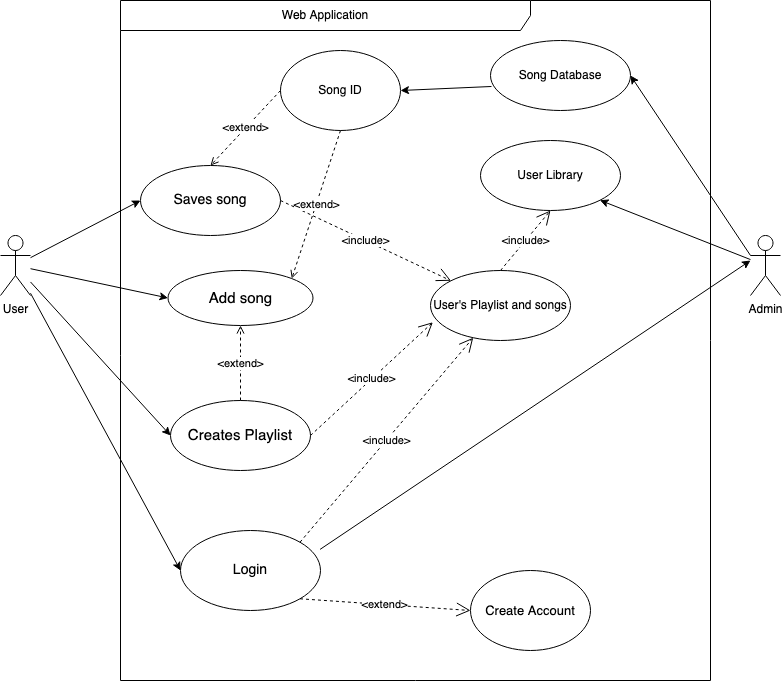 Web Application
Song ID
Song Database
<extend>
User Library
Saves song
<extend>
<include>
<include>
User
Admin
Add song
User's Playlist and songs
<extend>
<include>
Creates Playlist
<include>
Login
<extend>
Create Account